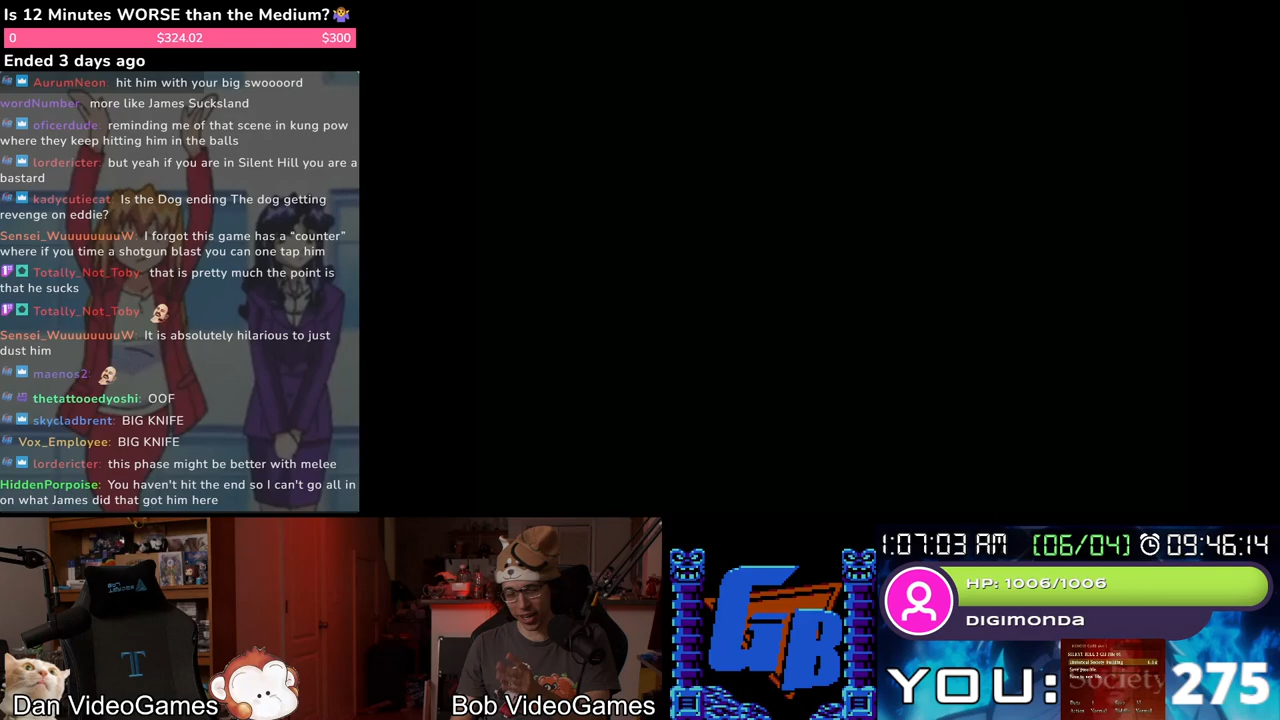 Is 12 Minutes WORSE than the Medium?🤷‍♀️
0 $324.02 $300
Ended 3 days ago
AurumNeon: hit him with your big swoooord
wordNumber: more like James Sucksland
oficerdude: reminding me of that scene in kung pow
where they keep hitting him in the balls
lordericter: but yeah if you are in Silent Hill you are a
bastard
kadycutiecat: Is the Dog ending The dog getting
revenge on eddie?
Sensei_WuuuuuuuuW: I forgot this game has a “counter”
where if you time a shotgun blast you can one tap him
Totally_Not_Toby: that is pretty much the point is
that he sucks
Totally_Not_Toby:
Sensei_WuuuuuuuuW: It is absolutely hilarious to just
dust him
maenos2:
thetattooedyoshi: OOF
skycladbrent: BIG KNIFE
Vox_Employee: BIG KNIFE
lordericter: this phase might be better with melee
HiddenPorpoise: You haven't hit the end so I can't go all in
on what James did that got him here
Dan VideoGames
Bob VideoGames
GB
1:07:03 AM [06/04] 09:46:14
HP: 1006/1006
DIGIMONDA
YOU:
Historical Society Building
Society
275